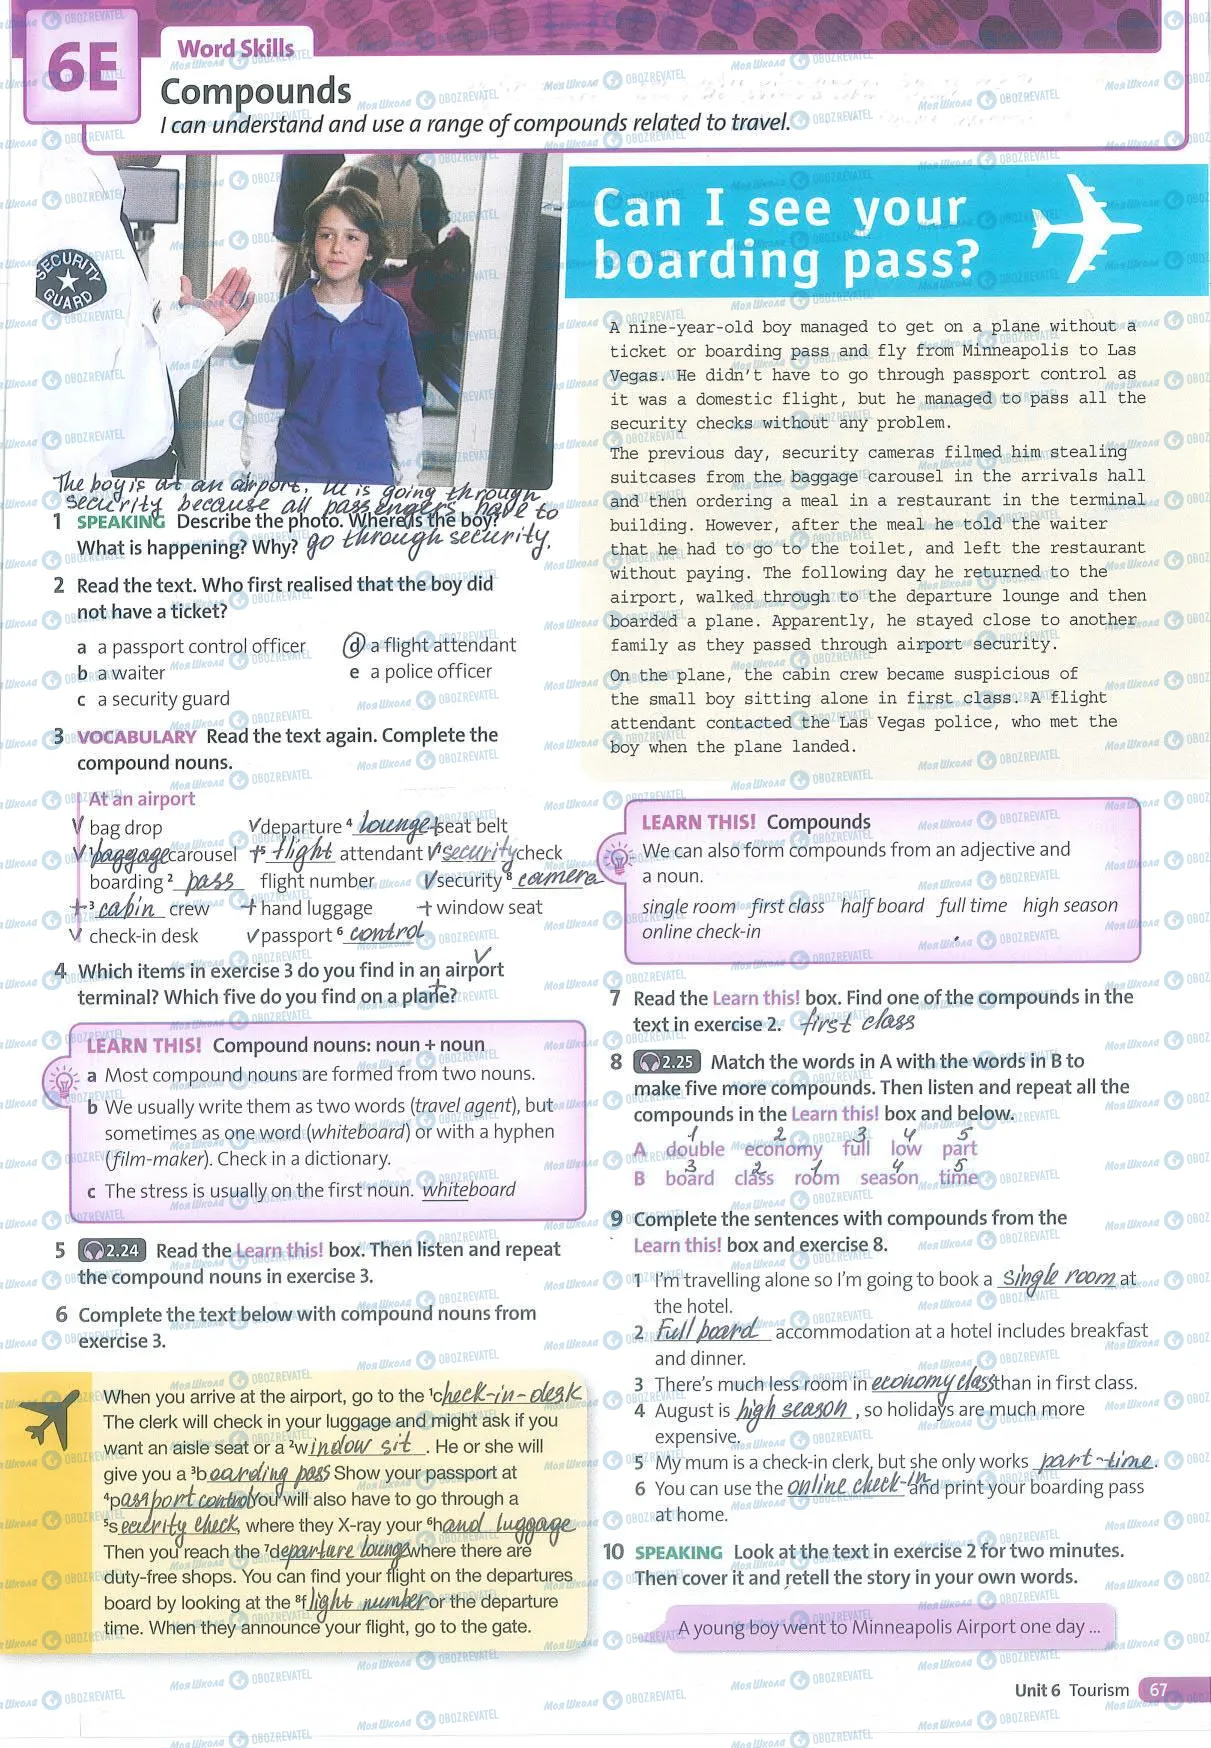 6E
Word Skills
Compounds
I can understand and use a range of compounds related to travel.
SECURITY
GUARD
Can I see your
boarding pass?
A nine-year-old boy managed to get on a plane without a
ticket or boarding pass and fly from Minneapolis to Las
Vegas. He didn't have to go through passport control as
it was a domestic flight, but he managed to pass all the
security checks without any problem.
The previous day, security cameras filmed him stealing
suitcases from the baggage carousel in the arrivals hall
and then ordering a meal in a restaurant in the terminal
building. However, after the meal he told the waiter
that he had to go to the toilet, and left the restaurant
without paying. The following day he returned to the
airport, walked through to the departure lounge and then
boarded a plane. Apparently, he stayed close to another
family as they passed through airport security.
On the plane, the cabin crew became suspicious of
the small boy sitting alone in first class. A flight
attendant contacted the Las Vegas police, who met the
boy when the plane landed.
The boy is at an airport. He is going through
security because all passengers have to
1 SPEAKING Describe the photo. Where is the boy?
What is happening? Why? go through security.
2 Read the text. Who first realised that the boy did
not have a ticket?
a a passport control officer d a flight attendant
b a waiter e a police officer
c a security guard
3 VOCABULARY Read the text again. Complete the
compound nouns.
At an airport
V bag drop V departure 4 lounge + seat belt
V 1 baggage carousel + 5 flight attendant V 7 security check
boarding 2 pass flight number V security 8 camera
+ 3 cabin crew + hand luggage + window seat
V check-in desk V passport 6 control
4 Which items in exercise 3 do you find in an airport V
terminal? Which five do you find on a plane? +
LEARN THIS! Compound nouns: noun + noun
a Most compound nouns are formed from two nouns.
b We usually write them as two words (travel agent), but
sometimes as one word (whiteboard) or with a hyphen
(film-maker). Check in a dictionary.
c The stress is usually on the first noun. whiteboard
5 2.24 Read the Learn this! box. Then listen and repeat
the compound nouns in exercise 3.
6 Complete the text below with compound nouns from
exercise 3.
When you arrive at the airport, go to the 1check-in-desk
The clerk will check in your luggage and might ask if you
want an aisle seat or a 2window sit. He or she will
give you a 3boarding pass Show your passport at
4passport control You will also have to go through a
5security check, where they X-ray your 6hand luggage
Then you reach the 7departure lounge where there are
duty-free shops. You can find your flight on the departures
board by looking at the 8flight number or the departure
time. When they announce your flight, go to the gate.
LEARN THIS! Compounds
We can also form compounds from an adjective and
a noun.
single room first class half board full time high season
online check-in
7 Read the Learn this! box. Find one of the compounds in the
text in exercise 2. first class
8 2.25 Match the words in A with the words in B to
make five more compounds. Then listen and repeat all the
compounds in the Learn this! box and below.
1 2 3 4 5
A double economy full low part
3 2 1 4 5
B board class room season time
9 Complete the sentences with compounds from the
Learn this! box and exercise 8.
1 I'm travelling alone so I'm going to book a single room at
the hotel.
2 Full board accommodation at a hotel includes breakfast
and dinner.
3 There's much less room in economy class than in first class.
4 August is high season, so holidays are much more
expensive.
5 My mum is a check-in clerk, but she only works part-time.
6 You can use the online check-in and print your boarding pass
at home.
10 SPEAKING Look at the text in exercise 2 for two minutes.
Then cover it and retell the story in your own words.
A young boy went to Minneapolis Airport one day ...
Unit 6 Tourism 67
Моя Школа OBOZREVATEL